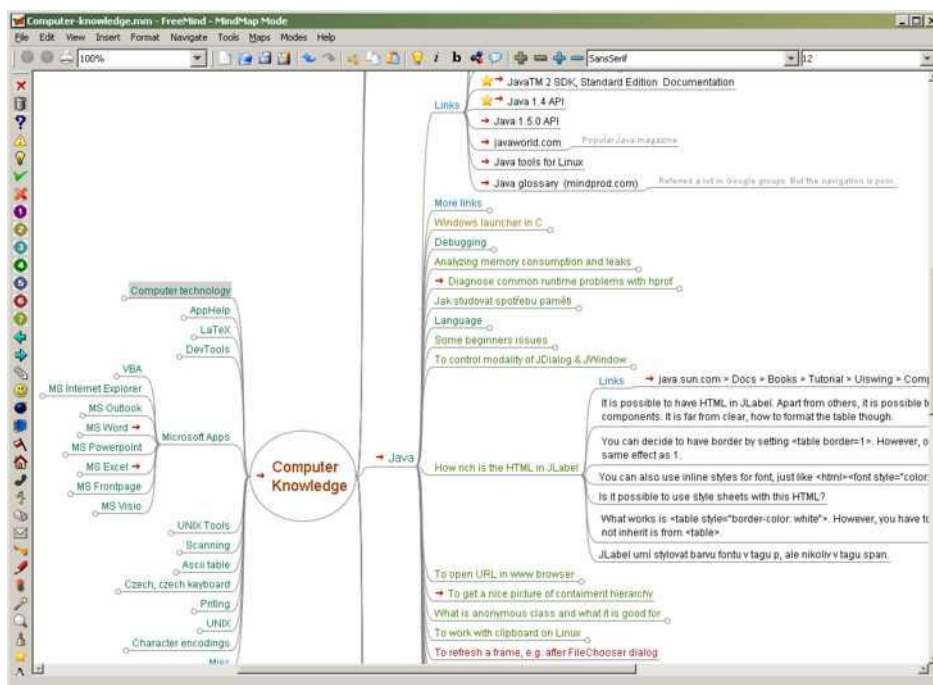 Computer-knowledge.mm - FreeMind - MindMap Mode
File Edit View Insert Format Navigate Tools Maps Modes Help
100%
SansSerif
12
JavaTM 2 SDK, Standard Edition Documentation
Links
Java 1.4 API
Java 1.5.0 API
javaworld.com
Popular Java magazine
Java tools for Linux
Java glossary (mindprod.com)
Referred a lot in Google groups. But the navigation is poor.
More links
Windows launcher in C
Debugging
Analyzing memory consumption and leaks
Diagnose common runtime problems with hprof
Jak studovat spotřebu paměti
Language
Some beginners issues
To control modality of JDialog & JWindow
Computer technology
AppHelp
LaTeX
DevTools
VBA
MS Internet Explorer
MS Outlook
MS Word
MS Powerpoint
MS Excel
MS Frontpage
MS Visio
Microsoft Apps
Computer
Knowledge
Java
How rich is the HTML in JLabel
Links
java.sun.com > Docs > Books > Tutorial > Uiswing > Comp
It is possible to have HTML in JLabel. Apart from others, it is possible t
components. It is far from clear, how to format the table though.
You can decide to have border by setting <table border=1>. However, o
same effect as 1.
You can also use inline styles for font, just like <html><font style="color:
Is it possible to use style sheets with this HTML?
What works is <table style="border-color: white">. However, you have to
not inherit is from <table>.
JLabel umí stylovat barvu fontu v tagu p, ale nikoliv v tagu span.
UNIX Tools
Scanning
Ascii table
Czech, czech keyboard
Priting
UNIX
Character encodings
Misc
To open URL in www browser
To get a nice picture of contaiment hierarchy
What is anonymous class and what it is good for
To work with clipboard on Linux
To refresh a frame, e.g. after FileChooser dialog